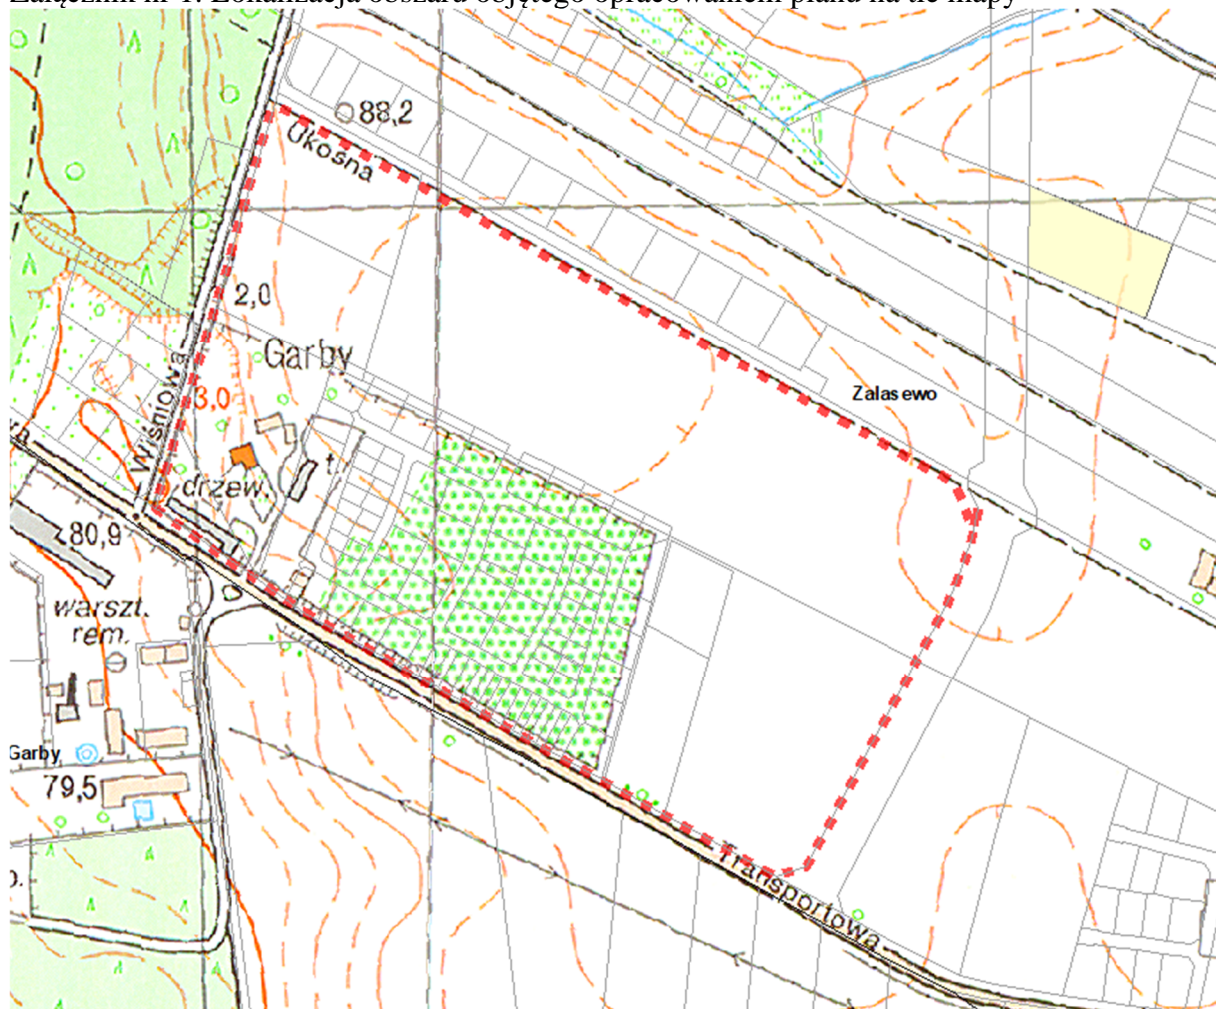 Załącznik nr 1. Lokalizacja obszaru objętego opracowaniem planu na tle mapy
88,2
Ukośna
2,0
Garby
Wiśniowa
3,0
Zalasewo
t.
drzew.
80,9
warszt.
rem.
Garby
79,5
Transportowa